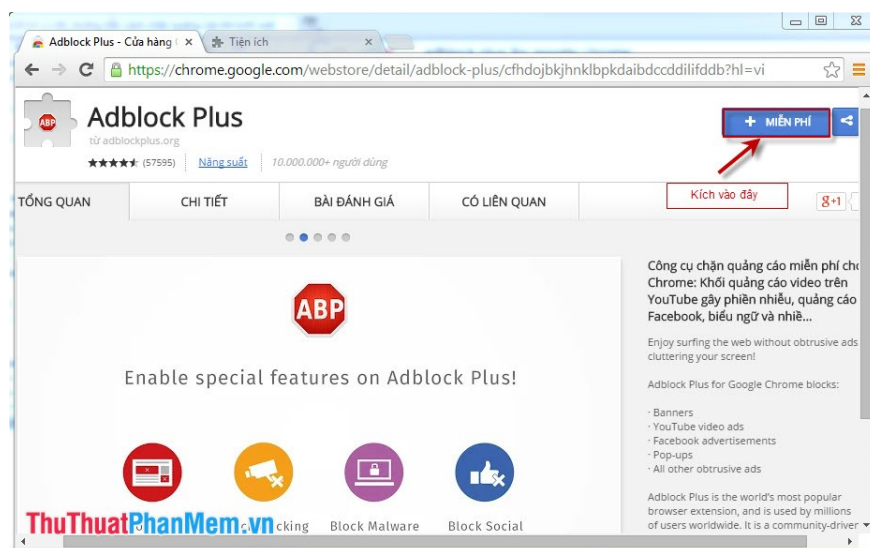 Adblock Plus - Cửa hàng
Tiện ích
https://chrome.google.com/webstore/detail/adblock-plus/cfhdojbkjhnklbpkdaibdccddilifddb?hl=vi
ABP
Adblock Plus
từ adblockplus.org
(57595)
Năng suất
10.000.000+ người dùng
+ MIỄN PHÍ
Kích vào đây
TỔNG QUAN
CHI TIẾT
BÀI ĐÁNH GIÁ
CÓ LIÊN QUAN
g+1
ABP
Enable special features on Adblock Plus!
Block Malware
Block Social
Công cụ chặn quảng cáo miễn phí cho
Chrome: Khối quảng cáo video trên
YouTube gây phiền nhiễu, quảng cáo
Facebook, biểu ngữ và nhiề...
Enjoy surfing the web without obtrusive ads
cluttering your screen!
Adblock Plus for Google Chrome blocks:
· Banners
· YouTube video ads
· Facebook advertisements
· Pop-ups
· All other obtrusive ads
Adblock Plus is the world's most popular
browser extension, and is used by millions
of users worldwide. It is a community-driver
ThuThuatPhanMem.vn